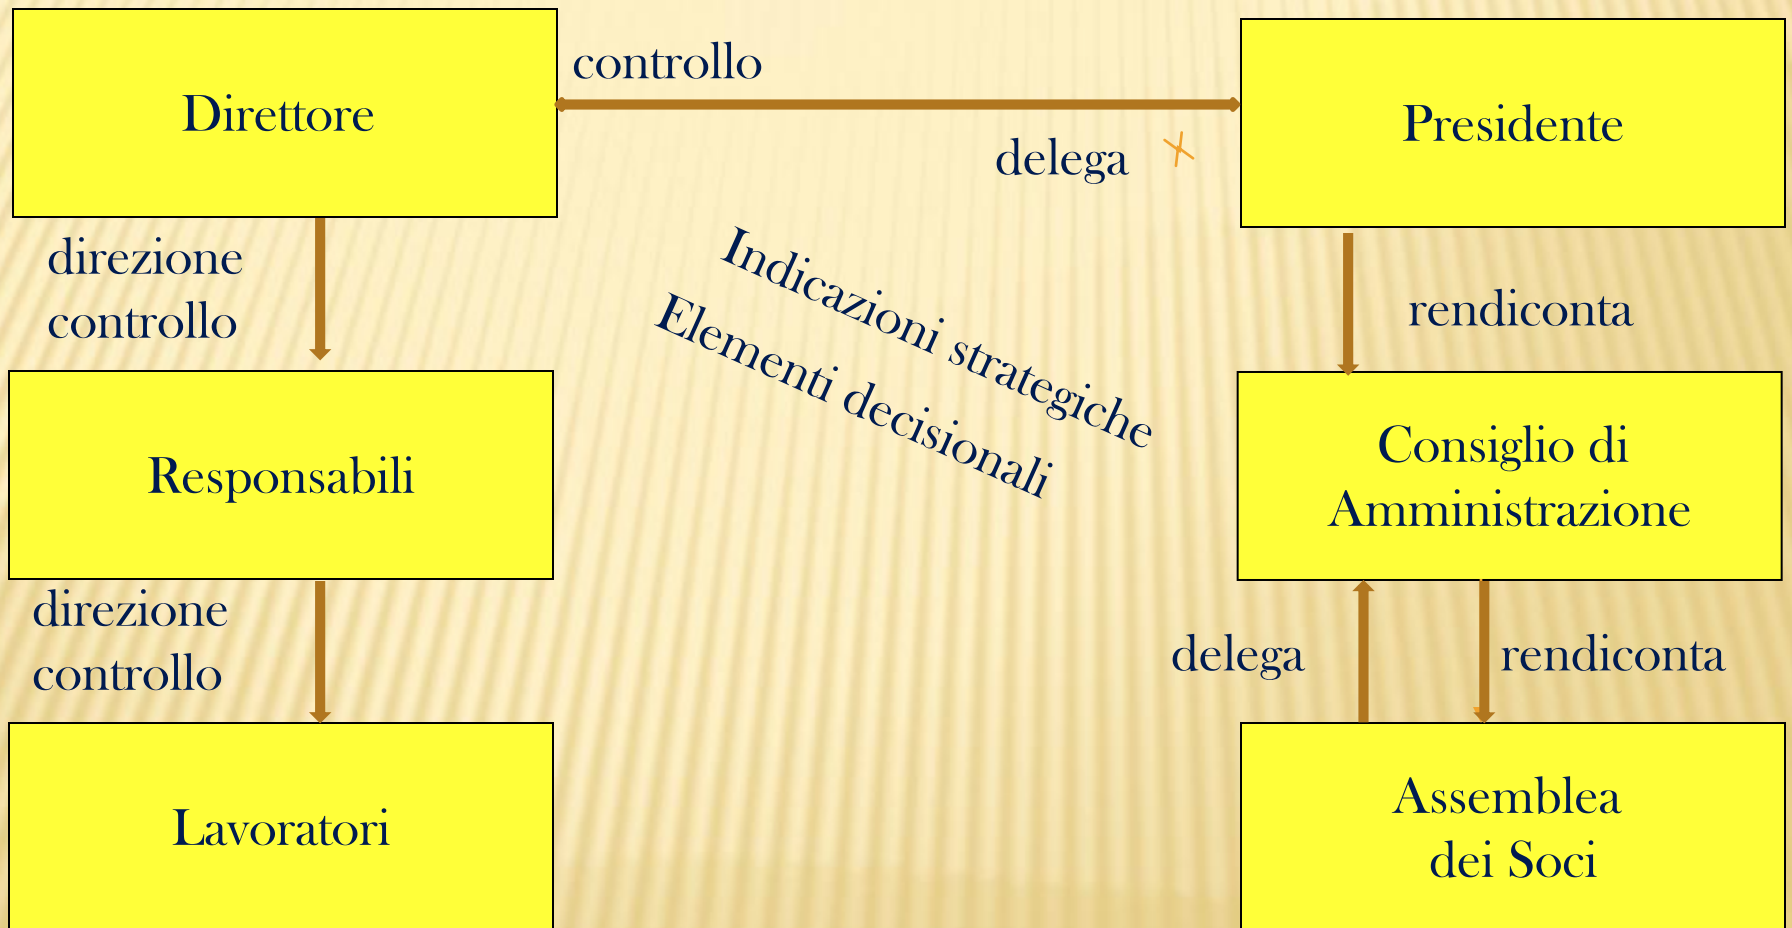 Direttore
controllo
delega
Presidente
direzione
controllo
Indicazioni strategiche
Elementi decisionali
rendiconta
Responsabili
Consiglio di
Amministrazione
direzione
controllo
delega
rendiconta
Lavoratori
Assemblea
dei Soci